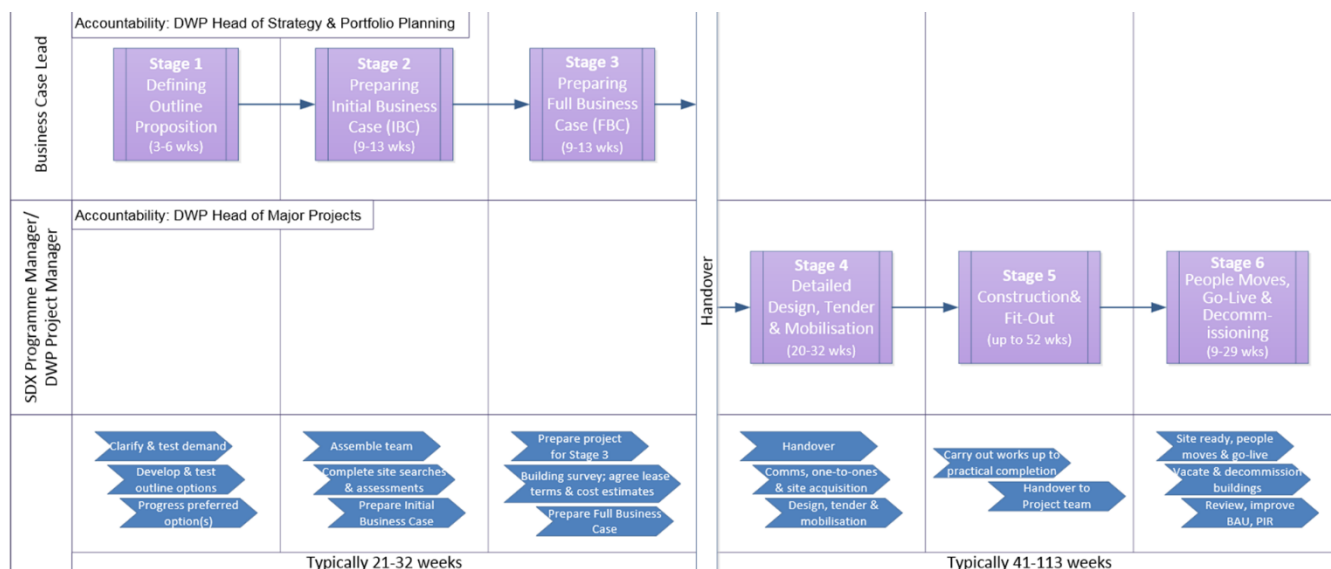 Accountability: DWP Head of Strategy & Portfolio Planning
Business Case Lead
Stage 1
Defining
Outline
Proposition
(3-6 wks)
Stage 2
Preparing
Initial Business
Case (IBC)
(9-13 wks)
Stage 3
Preparing
Full Business
Case (FBC)
(9-13 wks)
Accountability: DWP Head of Major Projects
SDX Programme Manager/
DWP Project Manager
Handover
Stage 4
Detailed
Design, Tender
& Mobilisation
(20-32 wks)
Stage 5
Construction&
Fit-Out
(up to 52 wks)
Stage 6
People Moves,
Go-Live &
Decomm-
issioning
(9-29 wks)
Clarify & test demand
Develop & test
outline options
Progress preferred
option(s)
Assemble team
Complete site searches
& assessments
Prepare Initial
Business Case
Prepare project
for Stage 3
Building survey; agree lease
terms & cost estimates
Prepare Full Business
Case
Handover
Comms, one-to-ones
& site acquisition
Design, tender &
mobilisation
Carry out works up to
practical completion
Handover to
Project team
Site ready, people
moves & go-live
Vacate & decommission
buildings
Review, improve
BAU, PIR
Typically 21-32 weeks
Typically 41-113 weeks